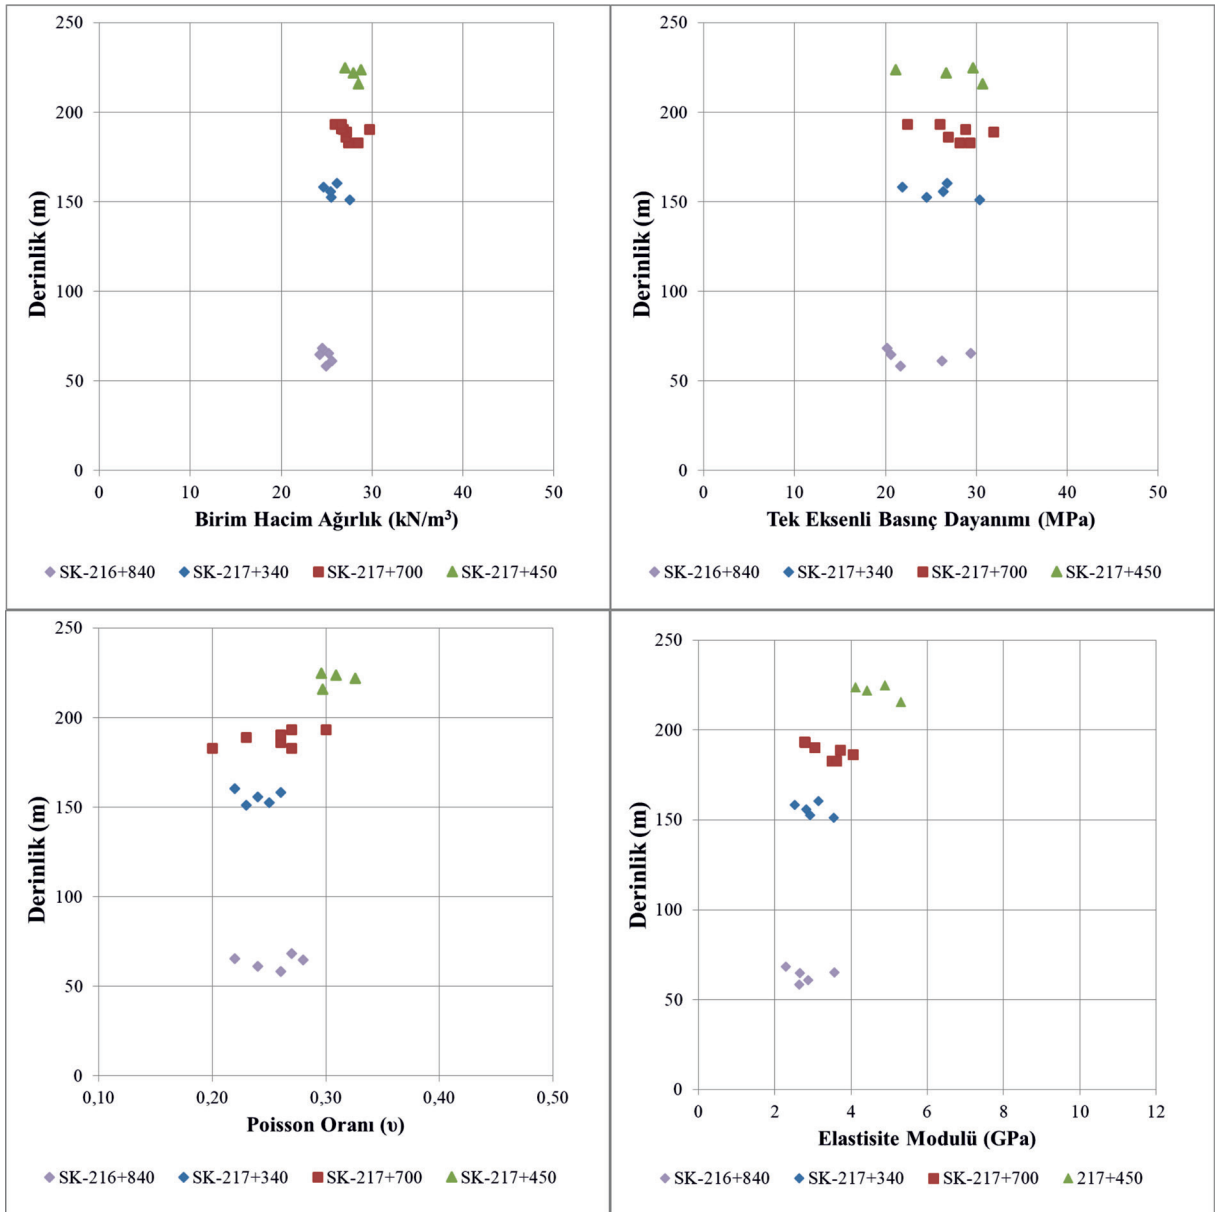 250
200
150
100
50
0
Derinlik (m)
0 10 20 30 40 50
Birim Hacim Ağırlık (kN/m³)
SK-216+840 SK-217+340 SK-217+700 SK-217+450
250
200
150
100
50
0
Derinlik (m)
0 10 20 30 40 50
Tek Eksenli Basınç Dayanımı (MPa)
SK-216+840 SK-217+340 SK-217+700 SK-217+450
250
200
150
100
50
0
Derinlik (m)
0,10 0,20 0,30 0,40 0,50
Poisson Oranı (υ)
SK-216+840 SK-217+340 SK-217+700 SK-217+450
250
200
150
100
50
0
Derinlik (m)
0 2 4 6 8 10 12
Elastisite Modulü (GPa)
SK-216+840 SK-217+340 SK-217+700 217+450